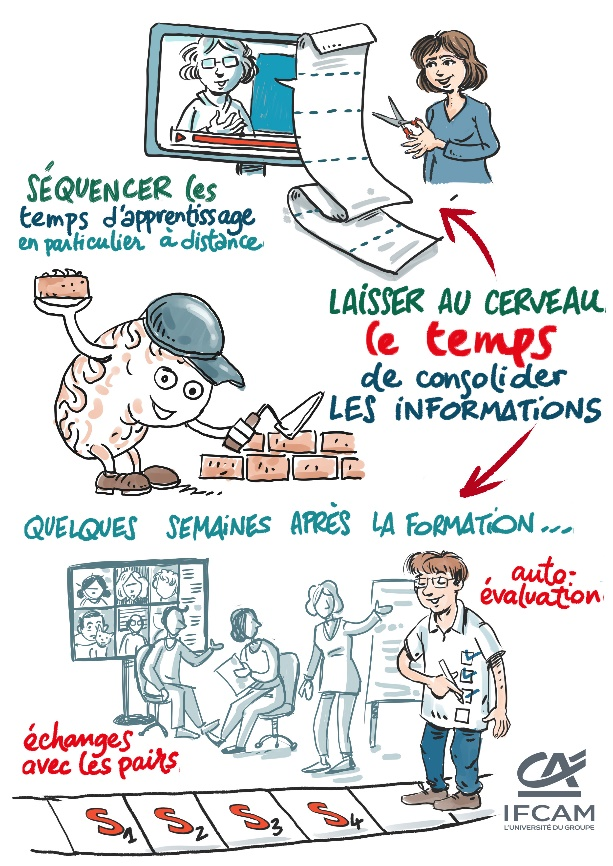 SÉQUENCER les
temps d'apprentissage
en particulier à distance
LAISSER AU CERVEAU
le temps
de consolider
LES INFORMATIONS
QUELQUES SEMAINES APRÈS LA FORMATION...
auto-
évaluation
échanges
avec les pairs
S1 S2 S3 S4
CA
IFCAM
L'UNIVERSITÉ DU GROUPE